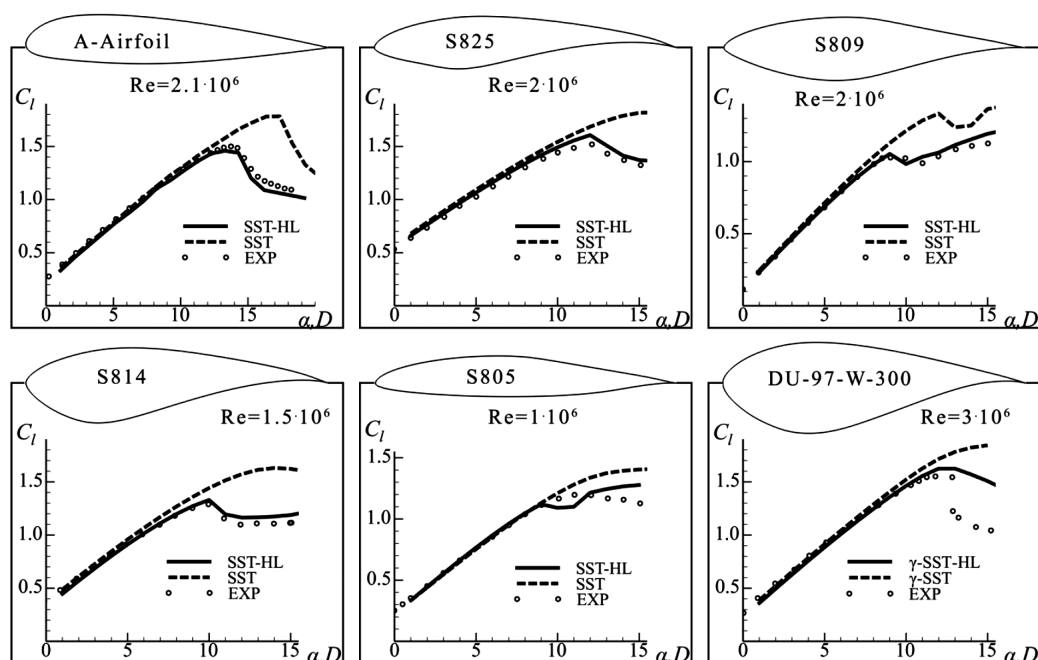 A-Airfoil
Re=2.1·10⁶
C_l
1.5
1.0
0.5
SST-HL
SST
EXP
0 5 10 15
α,D
S825
Re=2·10⁶
C_l
1.5
1.0
0.5
SST-HL
SST
EXP
0 5 10 15
α,D
S809
Re=2·10⁶
C_l
1.0
0.5
SST-HL
SST
EXP
0 5 10 15
α,D
S814
Re=1.5·10⁶
C_l
1.5
1.0
0.5
SST-HL
SST
EXP
0 5 10 15
α,D
S805
Re=1·10⁶
C_l
1.5
1.0
0.5
SST-HL
SST
EXP
0 5 10 15
α,D
DU-97-W-300
Re=3·10⁶
C_l
1.5
1.0
0.5
γ-SST-HL
γ-SST
EXP
0 5 10 15
α,D